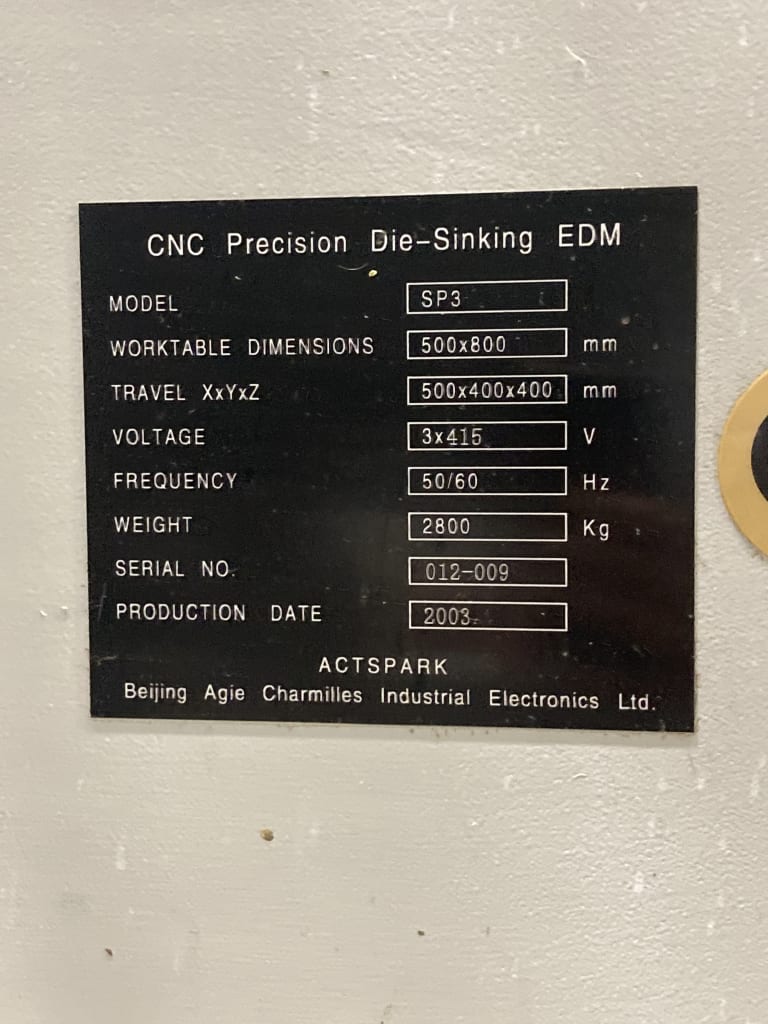 CNC Precision Die-Sinking EDM
MODEL SP3
WORKTABLE DIMENSIONS 500x800 mm
TRAVEL XxYxZ 500x400x400 mm
VOLTAGE 3x415 V
FREQUENCY 50/60 Hz
WEIGHT 2800 Kg
SERIAL NO. 012-009
PRODUCTION DATE 2003.
ACTSPARK
Beijing Agie Charmilles Industrial Electronics Ltd.